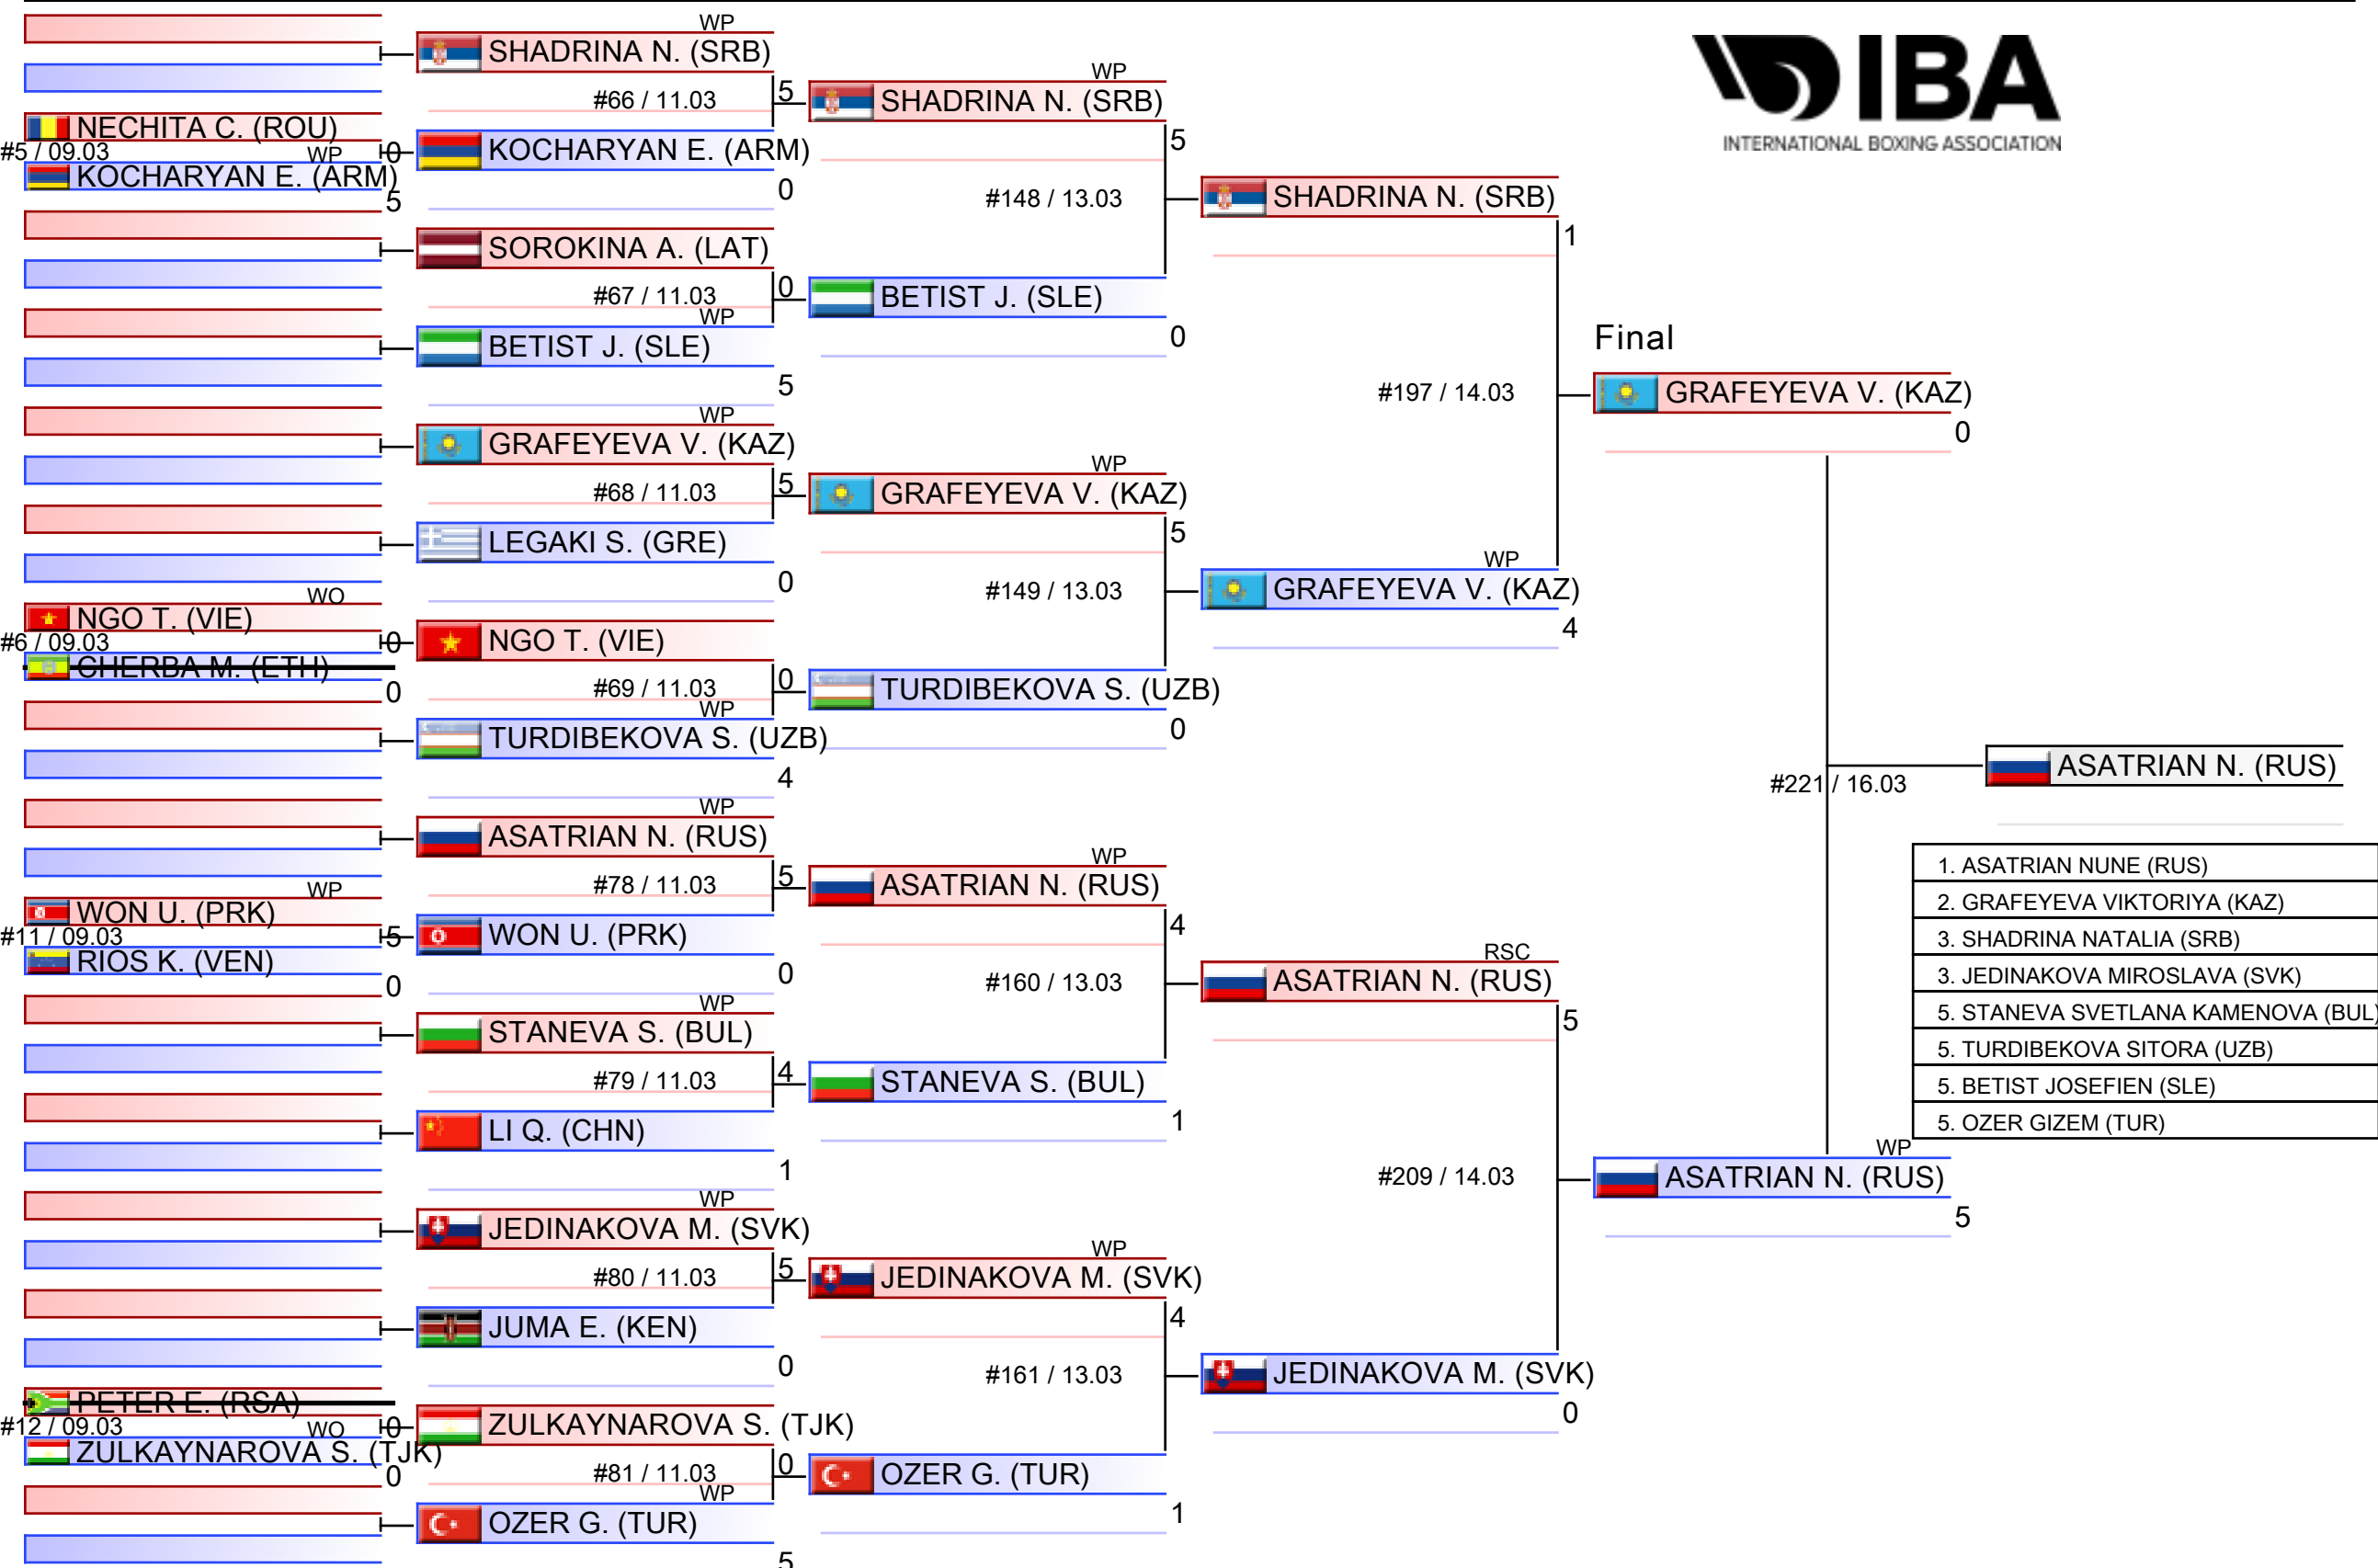 IBA
INTERNATIONAL BOXING ASSOCIATION
NECHITA C. (ROU)
#5 / 09.03
WP
0
KOCHARYAN E. (ARM)
5
WO
NGO T. (VIE)
#6 / 09.03
0
CHERBA M. (ETH)
0
WP
WON U. (PRK)
#11 / 09.03
5
RIOS K. (VEN)
0
PETER E. (RSA)
#12 / 09.03
WO
0
ZULKAYNAROVA S. (TJK)
0
WP
SHADRINA N. (SRB)
5
#66 / 11.03
KOCHARYAN E. (ARM)
0
SOROKINA A. (LAT)
0
#67 / 11.03
WP
BETIST J. (SLE)
5
WP
GRAFEYEVA V. (KAZ)
5
#68 / 11.03
LEGAKI S. (GRE)
0
NGO T. (VIE)
0
#69 / 11.03
WP
TURDIBEKOVA S. (UZB)
4
WP
ASATRIAN N. (RUS)
5
#78 / 11.03
WON U. (PRK)
0
WP
STANEVA S. (BUL)
4
#79 / 11.03
LI Q. (CHN)
1
WP
JEDINAKOVA M. (SVK)
5
#80 / 11.03
JUMA E. (KEN)
0
ZULKAYNAROVA S. (TJK)
0
#81 / 11.03
WP
OZER G. (TUR)
5
WP
SHADRINA N. (SRB)
5
#148 / 13.03
BETIST J. (SLE)
0
WP
GRAFEYEVA V. (KAZ)
5
#149 / 13.03
TURDIBEKOVA S. (UZB)
0
WP
ASATRIAN N. (RUS)
4
#160 / 13.03
STANEVA S. (BUL)
1
WP
JEDINAKOVA M. (SVK)
4
#161 / 13.03
OZER G. (TUR)
1
SHADRINA N. (SRB)
1
#197 / 14.03
WP
GRAFEYEVA V. (KAZ)
4
RSC
ASATRIAN N. (RUS)
5
#209 / 14.03
JEDINAKOVA M. (SVK)
0
Final
GRAFEYEVA V. (KAZ)
0
#221 / 16.03
WP
ASATRIAN N. (RUS)
5
ASATRIAN N. (RUS)
1. ASATRIAN NUNE (RUS)
2. GRAFEYEVA VIKTORIYA (KAZ)
3. SHADRINA NATALIA (SRB)
3. JEDINAKOVA MIROSLAVA (SVK)
5. STANEVA SVETLANA KAMENOVA (BUL)
5. TURDIBEKOVA SITORA (UZB)
5. BETIST JOSEFIEN (SLE)
5. OZER GIZEM (TUR)